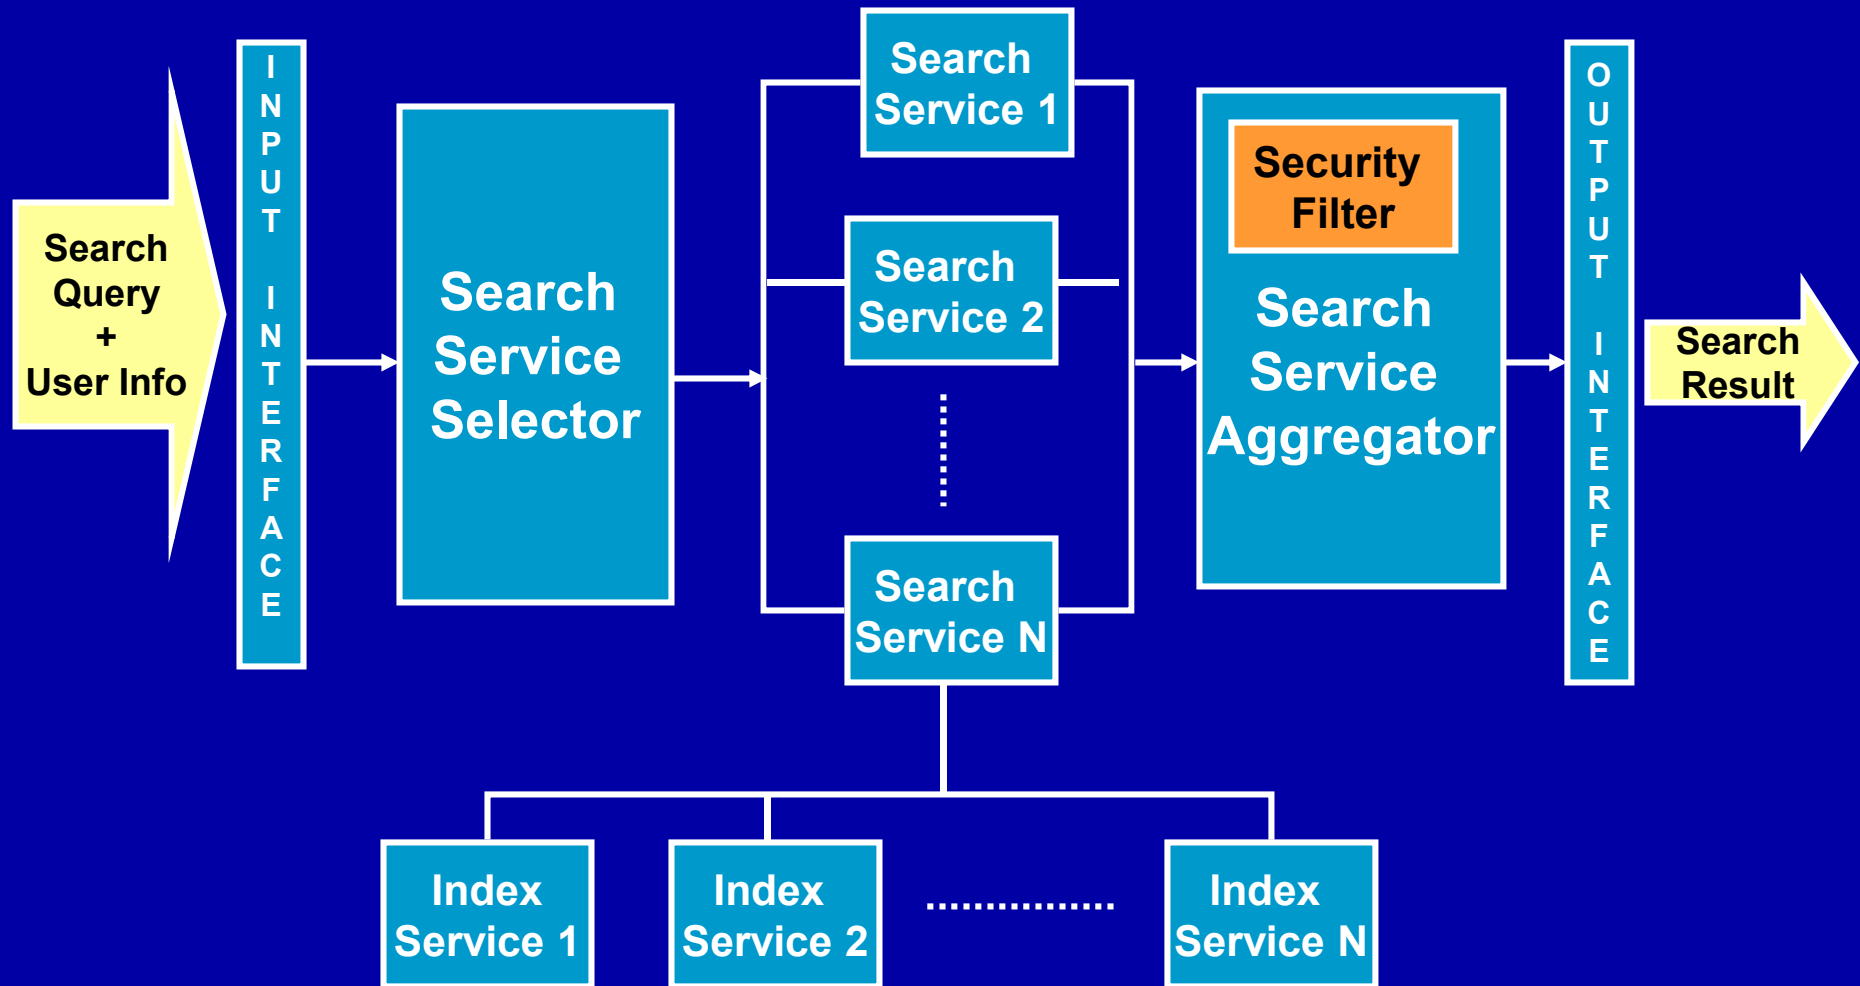 Search
Query
+
User Info
INPUT INTERFACE
Search
Service
Selector
Search
Service 1
Search
Service 2
Search
Service N
Security
Filter
Search
Service
Aggregator
OUTPUT INTERFACE
Search
Result
Index
Service 1
Index
Service 2
Index
Service N